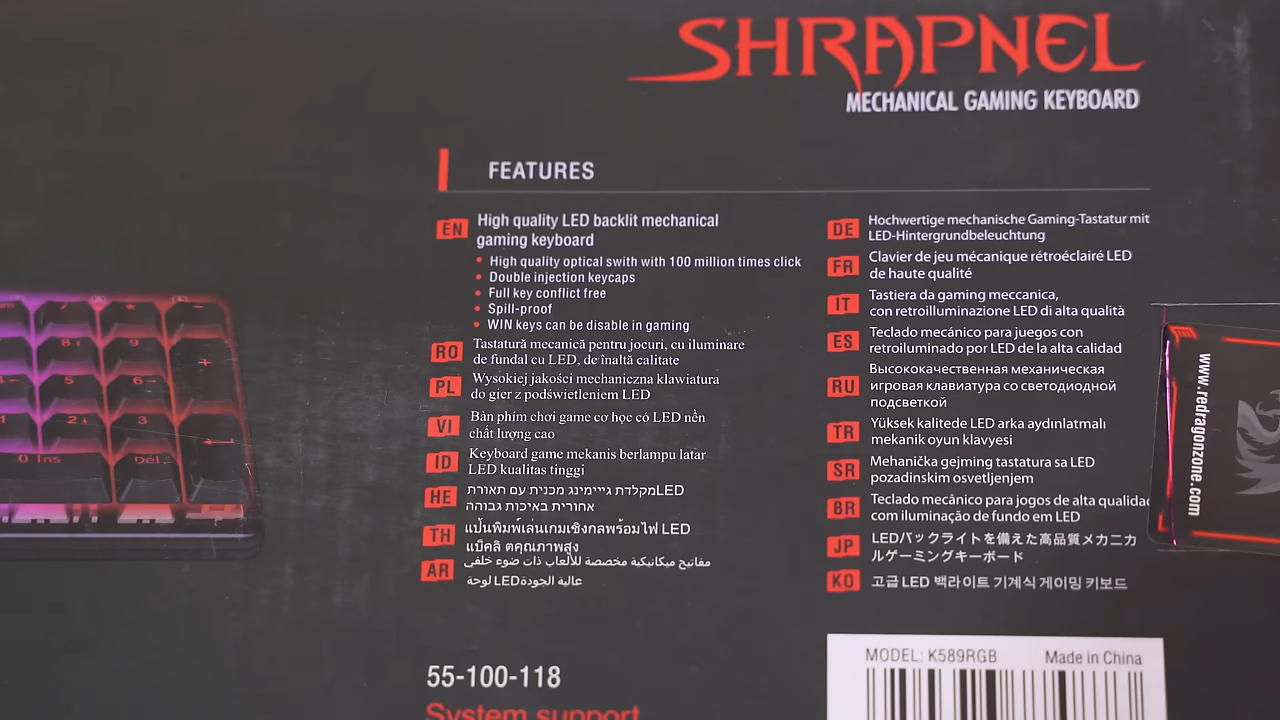 SHRAPNEL
MECHANICAL GAMING KEYBOARD
FEATURES
EN
High quality LED backlit mechanical
gaming keyboard
• High quality optical swith with 100 million times click
• Double injection keycaps
• Full key conflict free
• Spill-proof
• WIN keys can be disable in gaming
RO
Tastatură mecanică pentru jocuri, cu iluminare
de fundal cu LED, de înaltă calitate
PL
Wysokiej jakości mechaniczna klawiatura
do gier z podświetleniem LED
VI
Bàn phím chơi game cơ học có LED nền
chất lượng cao
ID
Keyboard game mekanis berlampu latar
LED kualitas tinggi
HE
מקלדת גייימינג מכנית עם תאורת LED
אחורית באיכות גבוהה
TH
แป้นพิมพ์เล่นเกมเชิงกลพร้อมไฟ LED
แบ็คลิ ตคุณภาพสูง
AR
مفاتيح ميكانيكية مخصصة للألعاب ذات ضوء خلفي
عالية الجودة LED لوحة
DE
Hochwertige mechanische Gaming-Tastatur mit
LED-Hintergrundbeleuchtung
FR
Clavier de jeu mécanique rétroéclairé LED
de haute qualité
IT
Tastiera da gaming meccanica,
con retroilluminazione LED di alta qualità
ES
Teclado mecánico para juegos con
retroiluminado por LED de la alta calidad
RU
Высококачественная механическая
игровая клавиатура со светодиодной
подсветкой
TR
Yüksek kalitede LED arka aydınlatmalı
mekanik oyun klavyesi
SR
Mehanička gejming tastatura sa LED
pozadinskim osvetljenjem
BR
Teclado mecânico para jogos de alta qualidad
com iluminação de fundo em LED
JP
LEDバックライトを備えた高品質メカニカ
ルゲーミングキーボード
KO
고급 LED 백라이트 기계식 게이밍 키보드
55-100-118
System support
MODEL: K589RGB
Made in China
www.redragonzone.com
/
*
-
8
9
+
5
6
2
3
0 Ins
Del